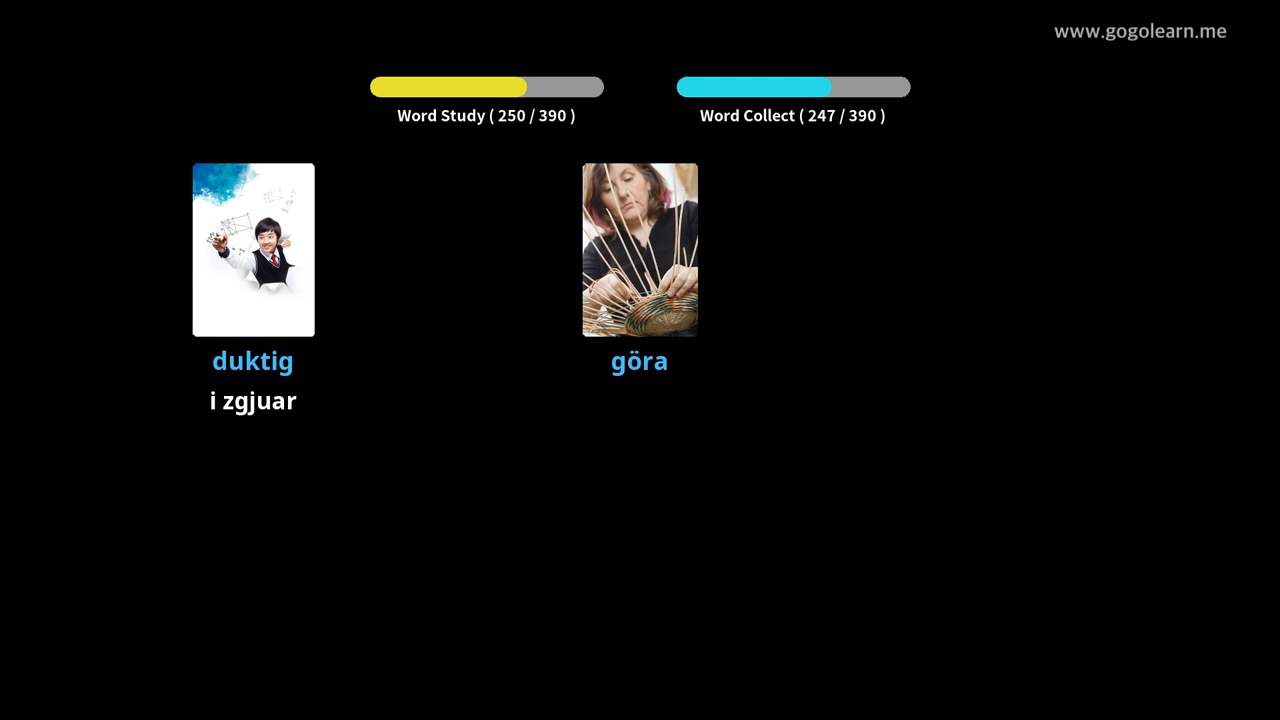 www.gogolearn.me
Word Study ( 250 / 390 )
Word Collect ( 247 / 390 )
duktig
göra
i zgjuar